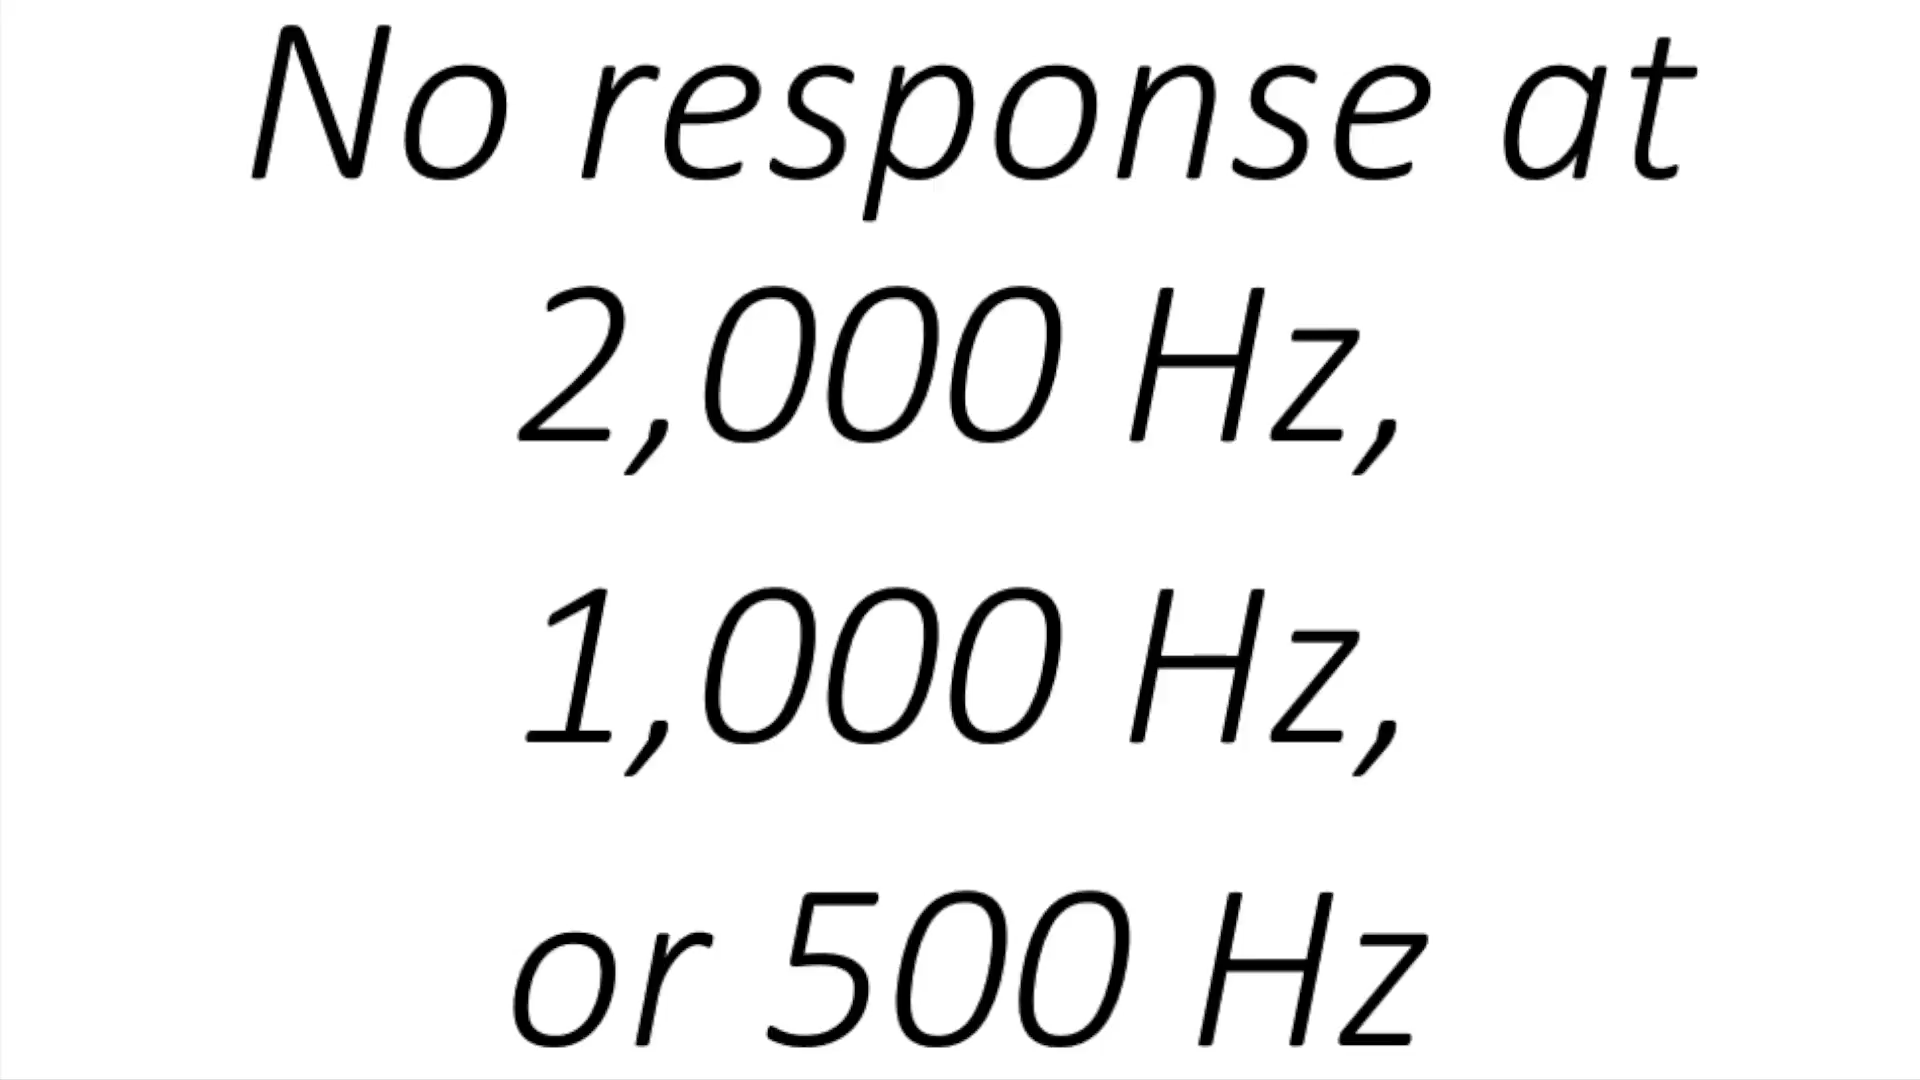 No response at
2,000 Hz,
1,000 Hz,
or 500 Hz